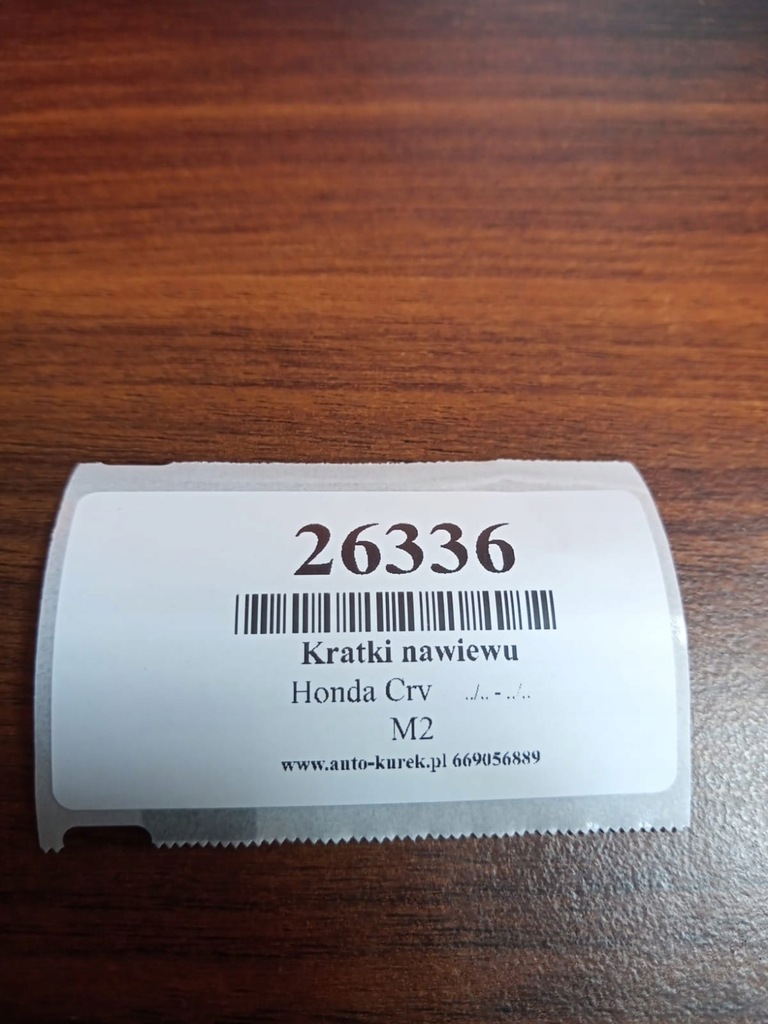 26336
Kratki nawiewu
Honda Crv ../.. - ../..
M2
www.auto-kurek.pl 669056889